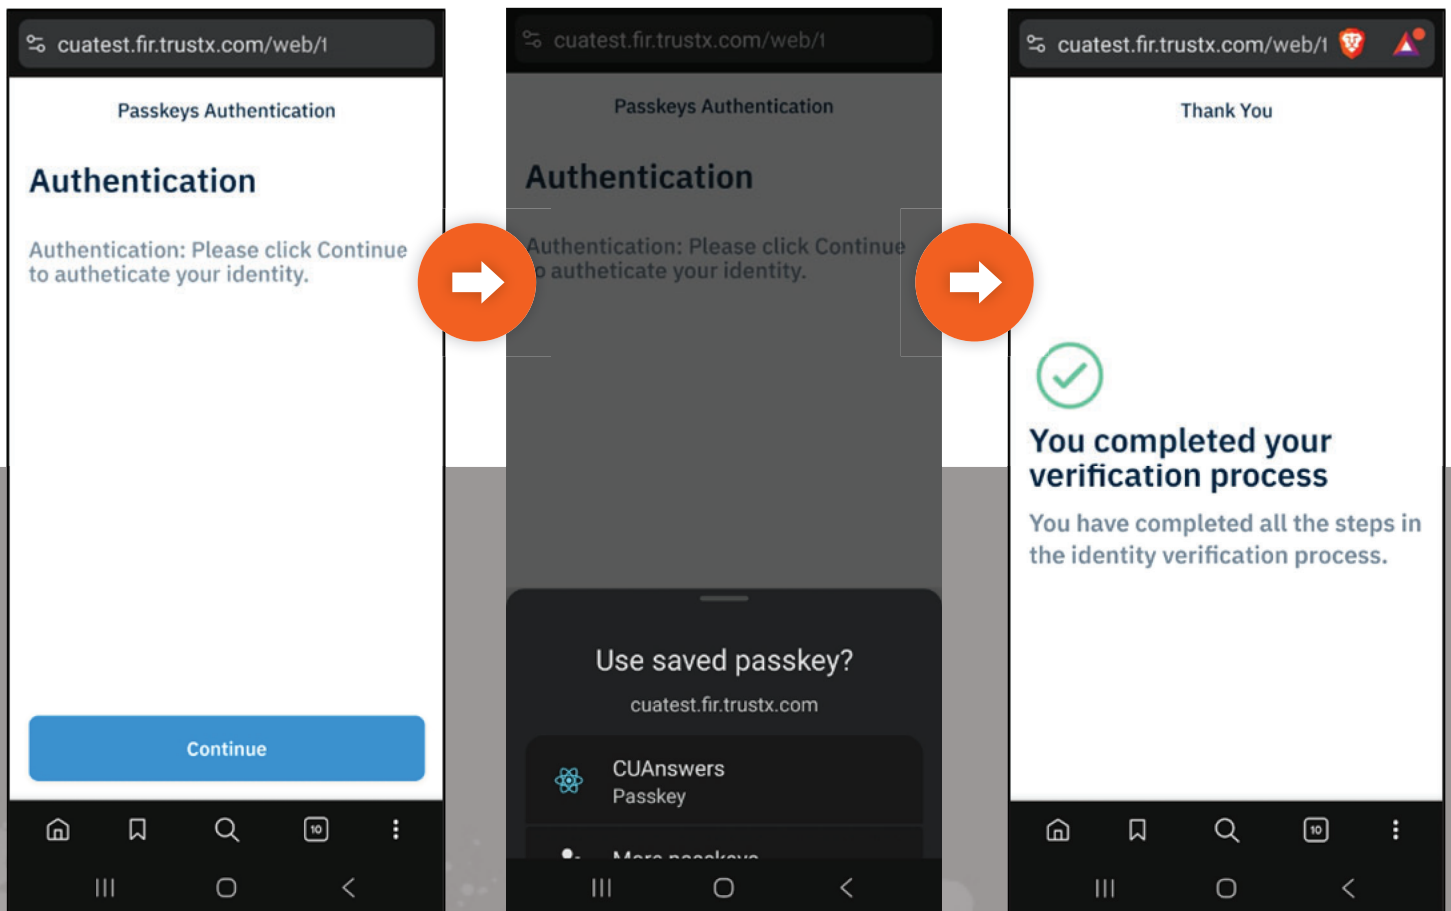 cuatest.fir.trustx.com/web/f
Passkeys Authentication
Authentication
Authentication: Please click Continue
to autheticate your identity.
Continue
10
cuatest.fir.trustx.com/web/f
Passkeys Authentication
Authentication
Authentication: Please click Continue
to autheticate your identity.
Use saved passkey?
cuatest.fir.trustx.com
CUAnswers
Passkey
More passkeys
cuatest.fir.trustx.com/web/f
Thank You
You completed your
verification process
You have completed all the steps in
the identity verification process.
10